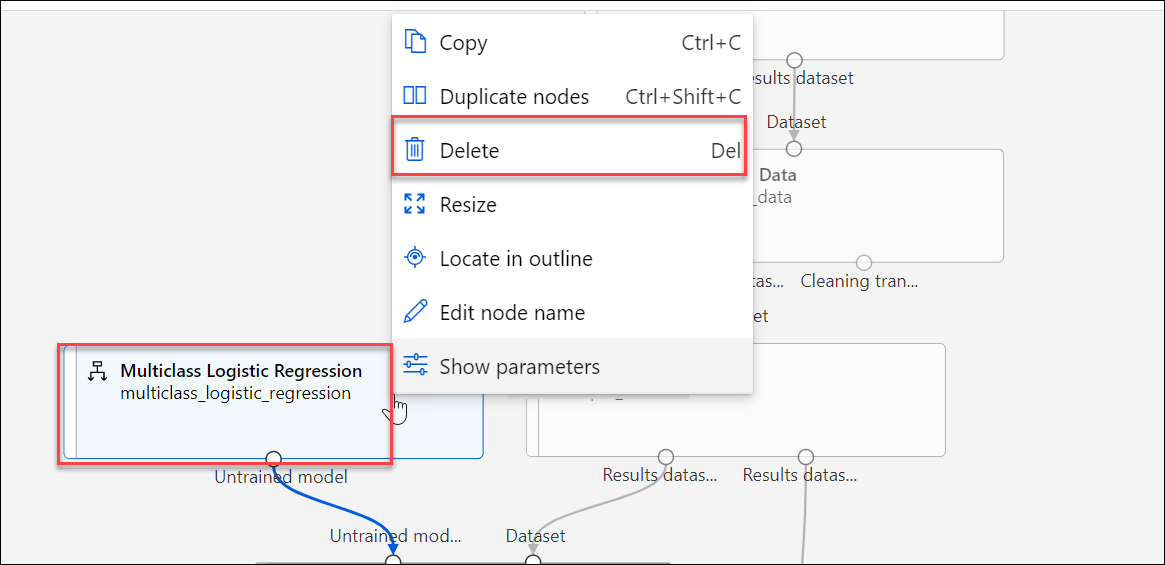 Copy Ctrl+C
Duplicate nodes Ctrl+Shift+C
Delete Del
Resize
Locate in outline
Edit node name
Show parameters
esults dataset
Dataset
Data
_data
tas... Cleaning tran...
et
Multiclass Logistic Regression
multiclass_logistic_regression
Untrained model
Results datas... Results datas...
Untrained mod... Dataset